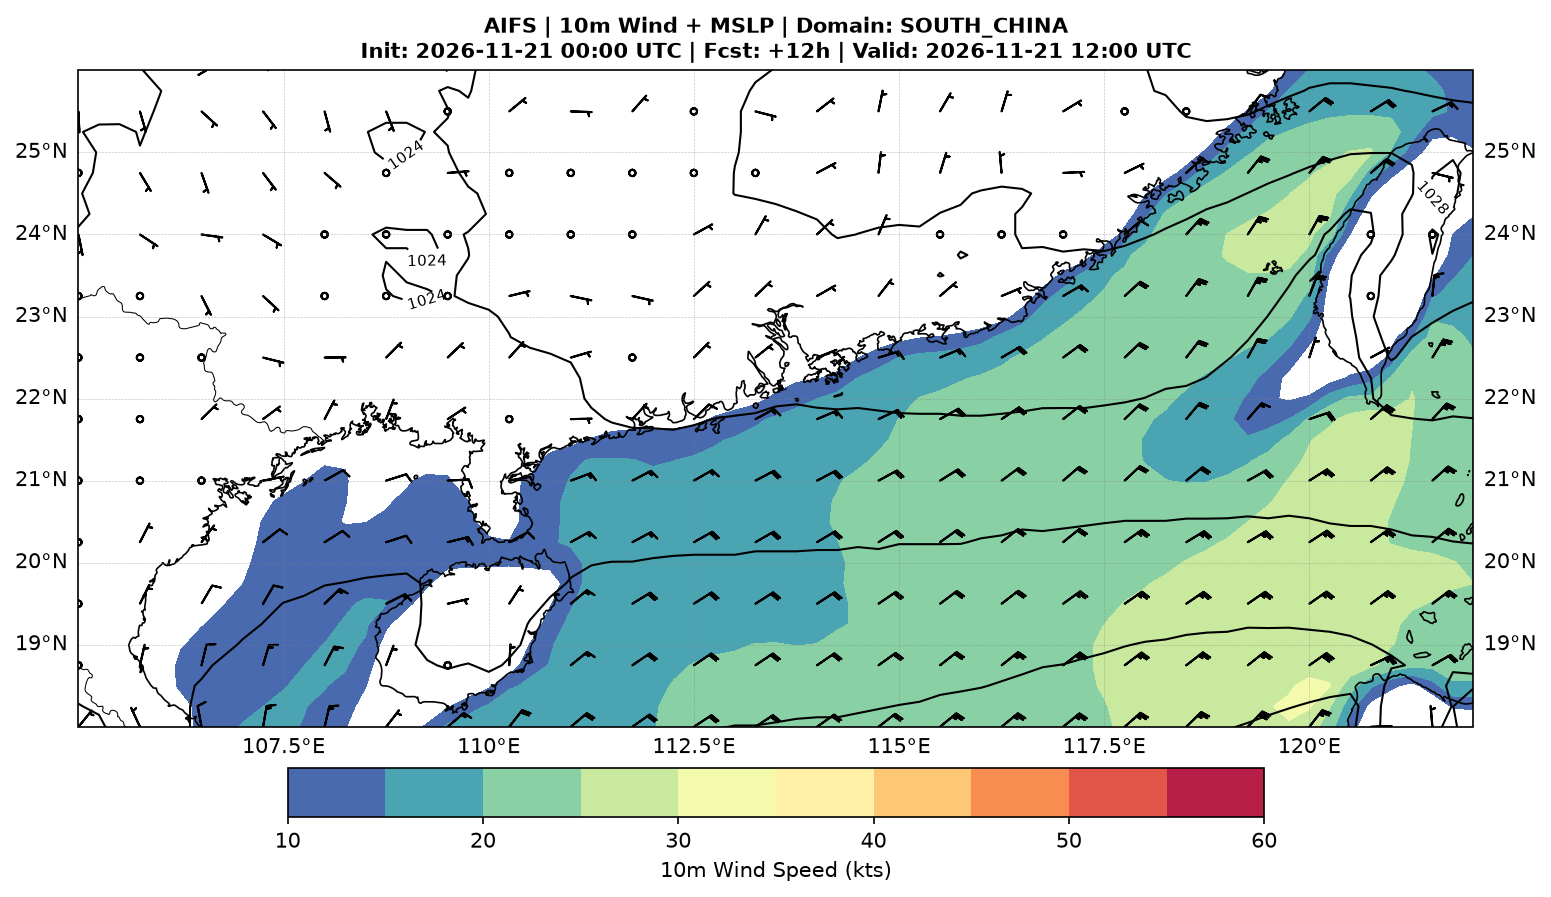 AIFS | 10m Wind + MSLP | Domain: SOUTH_CHINA
Init: 2026-11-21 00:00 UTC | Fcst: +12h | Valid: 2026-11-21 12:00 UTC
25°N
24°N
23°N
22°N
21°N
20°N
19°N
1024
1024
1024
1028
25°N
24°N
23°N
22°N
21°N
20°N
19°N
107.5°E 110°E 112.5°E 115°E 117.5°E 120°E
10 20 30 40 50 60
10m Wind Speed (kts)